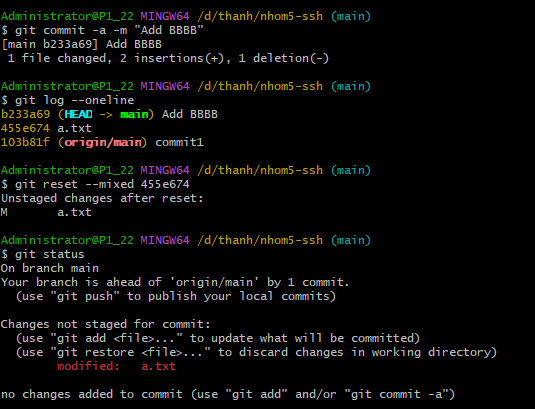 Administrator@P1_22 MINGW64 /d/thanh/nhom5-ssh (main)
$ git commit -a -m "Add BBBB"
[main b233a69] Add BBBB
 1 file changed, 2 insertions(+), 1 deletion(-)

Administrator@P1_22 MINGW64 /d/thanh/nhom5-ssh (main)
$ git log --oneline
b233a69 (HEAD -> main) Add BBBB
455e674 a.txt
103b81f (origin/main) commit1

Administrator@P1_22 MINGW64 /d/thanh/nhom5-ssh (main)
$ git reset --mixed 455e674
Unstaged changes after reset:
M       a.txt

Administrator@P1_22 MINGW64 /d/thanh/nhom5-ssh (main)
$ git status
On branch main
Your branch is ahead of 'origin/main' by 1 commit.
  (use "git push" to publish your local commits)

Changes not staged for commit:
  (use "git add <file>..." to update what will be committed)
  (use "git restore <file>..." to discard changes in working directory)
        modified:   a.txt

no changes added to commit (use "git add" and/or "git commit -a")